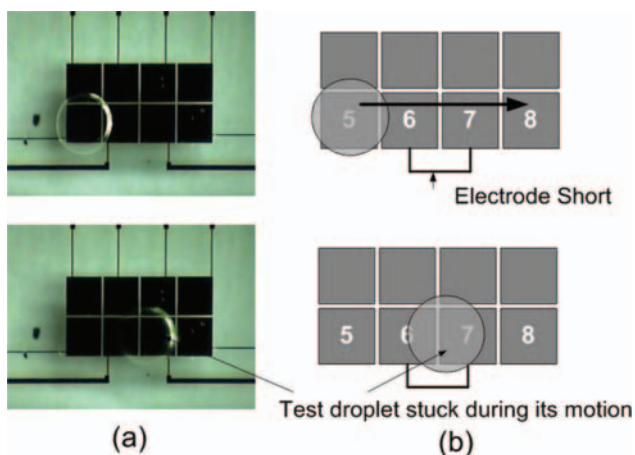 5 6 7 8
Electrode Short
5 6 7 8
Test droplet stuck during its motion
(a) (b)